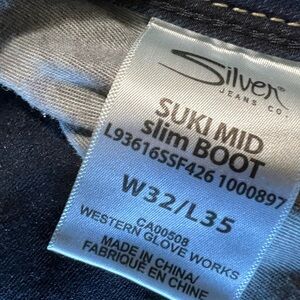 Silver
JEANS CO.
SUKI MID
slim BOOT
L93616SSF426 1000897
W32/L35
CA00508
WESTERN GLOVE WORKS
MADE IN CHINA/
FABRIQUÉ EN CHINE